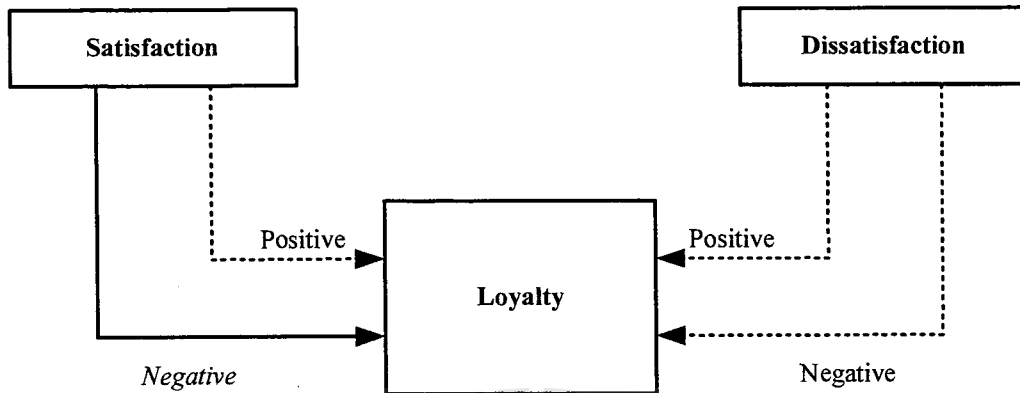 Satisfaction
Dissatisfaction
Positive
Positive
Loyalty
Negative
Negative